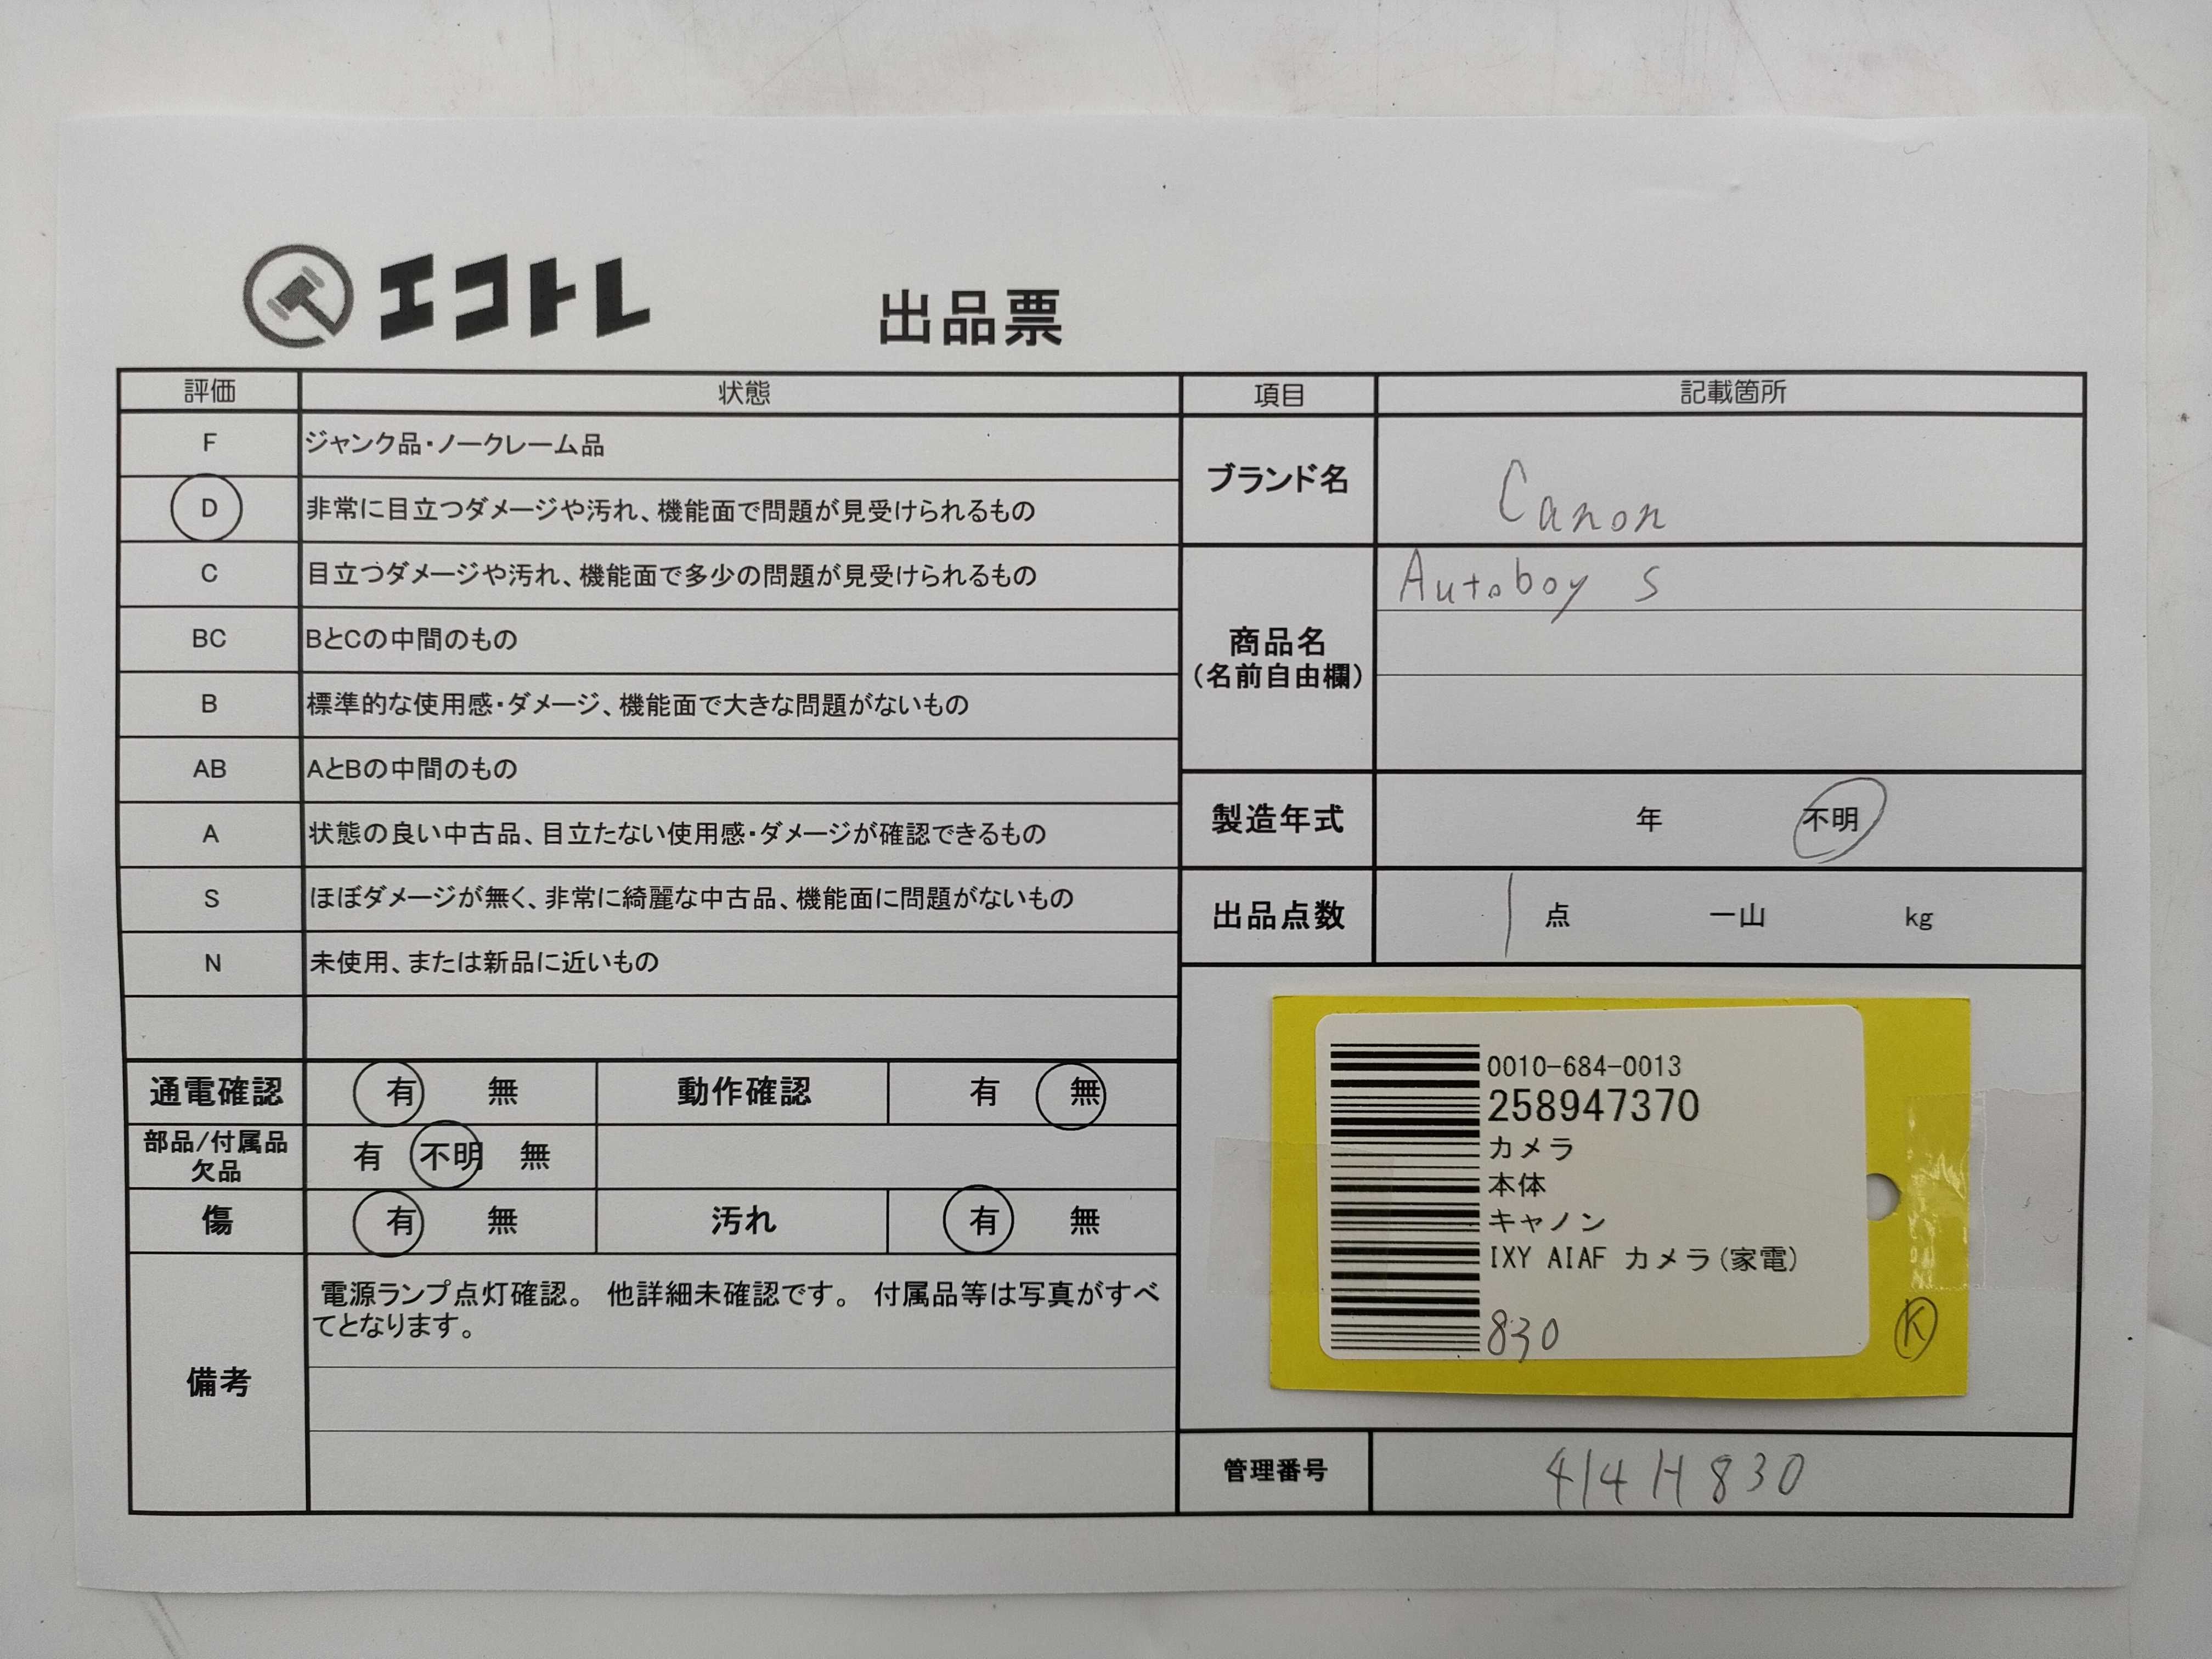 エコトレ
出品票
評価 状態
F ジャンク品・ノークレーム品
D 非常に目立つダメージや汚れ、機能面で問題が見受けられるもの
C 目立つダメージや汚れ、機能面で多少の問題が見受けられるもの
BC BとCの中間のもの
B 標準的な使用感・ダメージ、機能面で大きな問題がないもの
AB AとBの中間のもの
A 状態の良い中古品、目立たない使用感・ダメージが確認できるもの
S ほぼダメージが無く、非常に綺麗な中古品、機能面に問題がないもの
N 未使用、または新品に近いもの
通電確認 有 無 動作確認 有 無
部品/付属品
欠品
有 不明 無
傷 有 無 汚れ 有 無
備考
電源ランプ点灯確認。 他詳細未確認です。 付属品等は写真がすべ
てとなります。
項目 記載箇所
ブランド名 Canon
商品名
(名前自由欄)
Autoboy S
製造年式 年 不明
出品点数 1 点 一山 kg
0010-684-0013
258947370
カメラ
本体
キャノン
IXY AIAF カメラ(家電)
830
K
管理番号 414H830